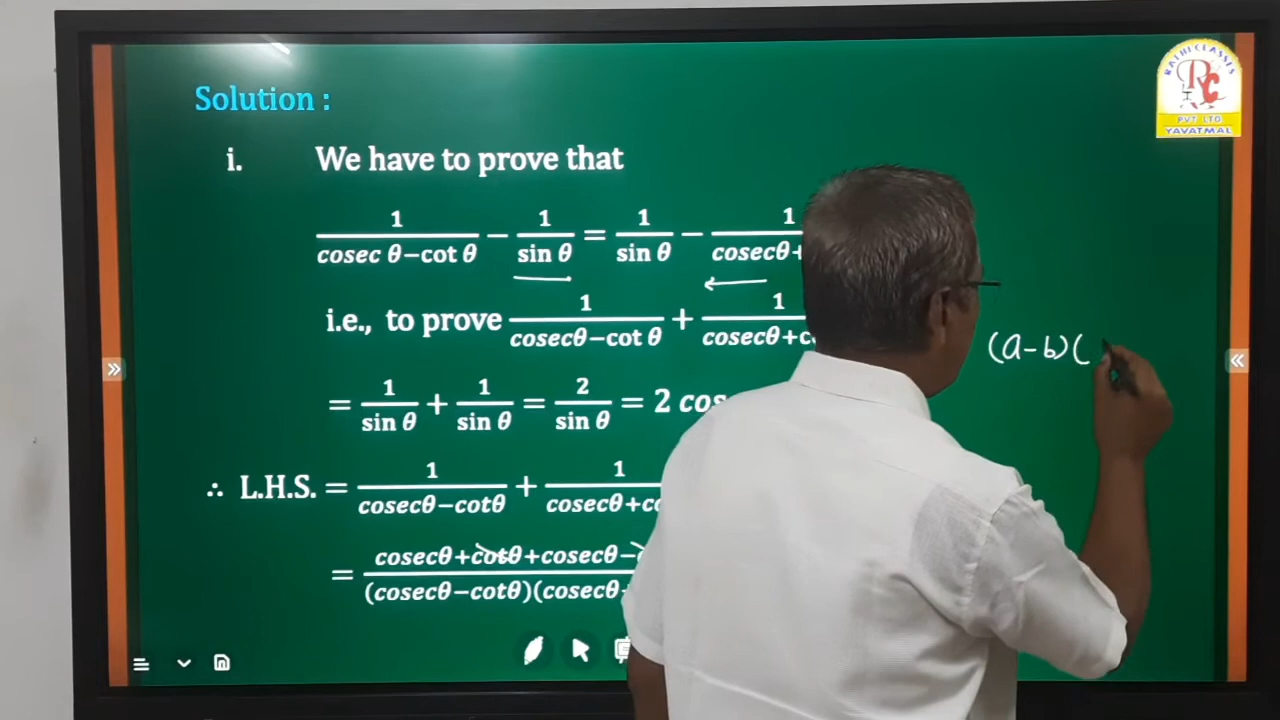 RATHI CLASSES
PVT. LTD
YAVATMAL
Solution :
i. We have to prove that
1/(cosec θ−cot θ) − 1/(sin θ) = 1/(sin θ) − 1/(cosecθ+
i.e., to prove 1/(cosecθ−cot θ) + 1/(cosecθ+c
(a-b)(
= 1/(sin θ) + 1/(sin θ) = 2/(sin θ) = 2 cos
∴ L.H.S. = 1/(cosecθ−cotθ) + 1/(cosecθ+co
= (cosecθ+cotθ+cosecθ−)/((cosecθ−cotθ)(cosecθ